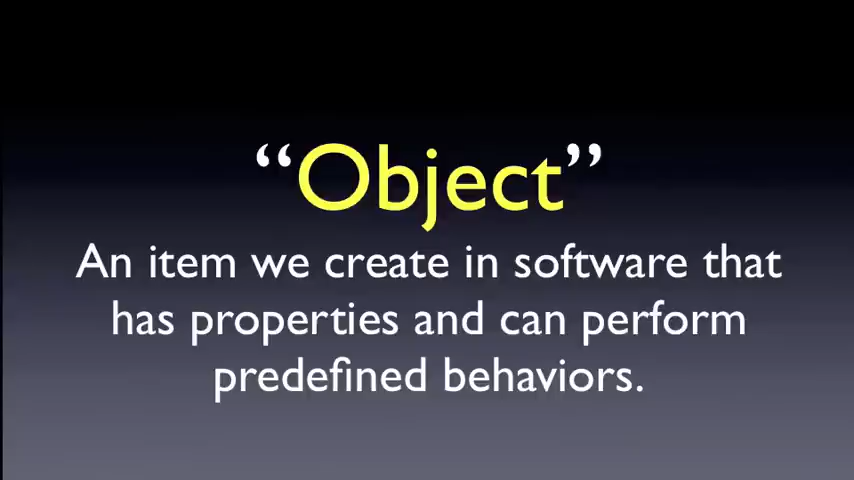 “Object”
An item we create in software that
has properties and can perform
predefined behaviors.